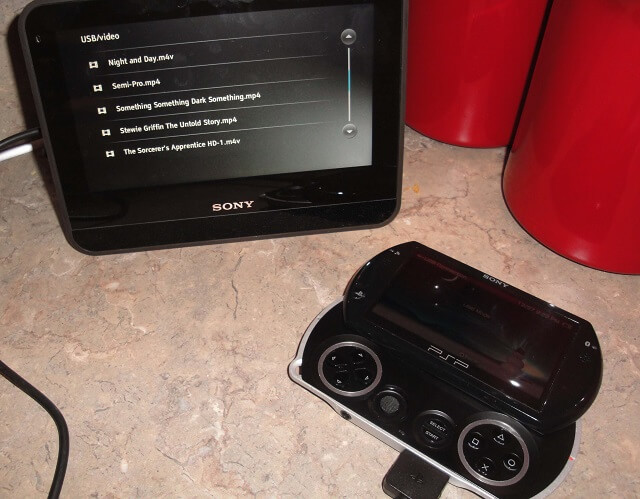 USB/video
Night and Day.m4v
Semi-Pro.mp4
Something Something Dark Something.mp4
Stewie Griffin The Untold Story.mp4
The Sorcerer's Apprentice HD-1.m4v
SONY
SONY
PSP
SELECT
START